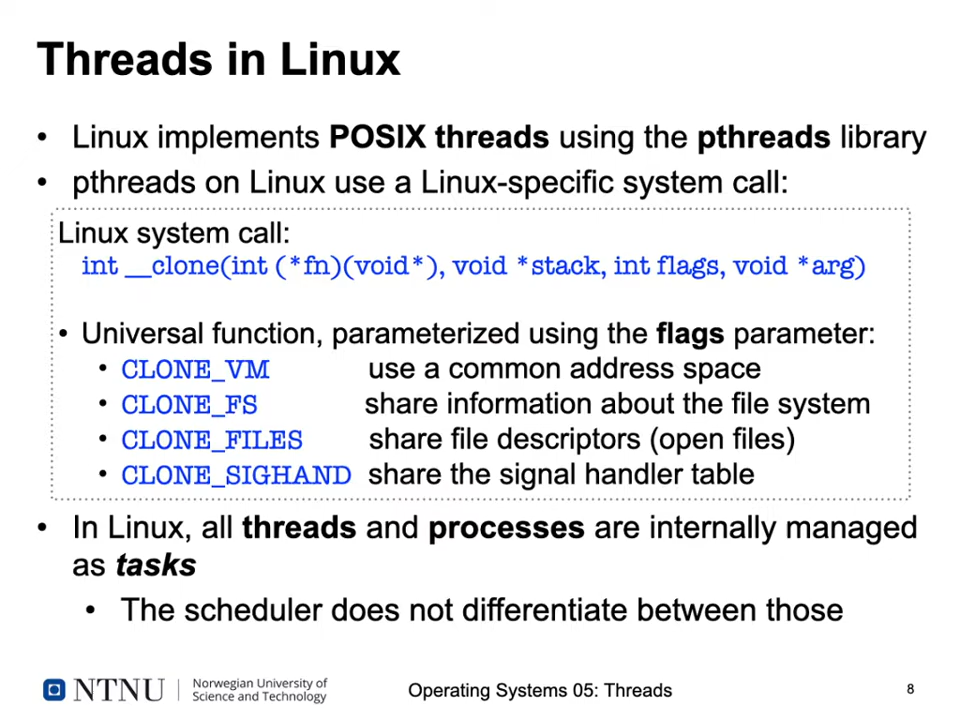 Threads in Linux
• Linux implements POSIX threads using the pthreads library
• pthreads on Linux use a Linux-specific system call:
Linux system call:
int __clone(int (*fn)(void*), void *stack, int flags, void *arg)
• Universal function, parameterized using the flags parameter:
• CLONE_VM use a common address space
• CLONE_FS share information about the file system
• CLONE_FILES share file descriptors (open files)
• CLONE_SIGHAND share the signal handler table
• In Linux, all threads and processes are internally managed
as tasks
• The scheduler does not differentiate between those
NTNU
Norwegian University of
Science and Technology
Operating Systems 05: Threads
8